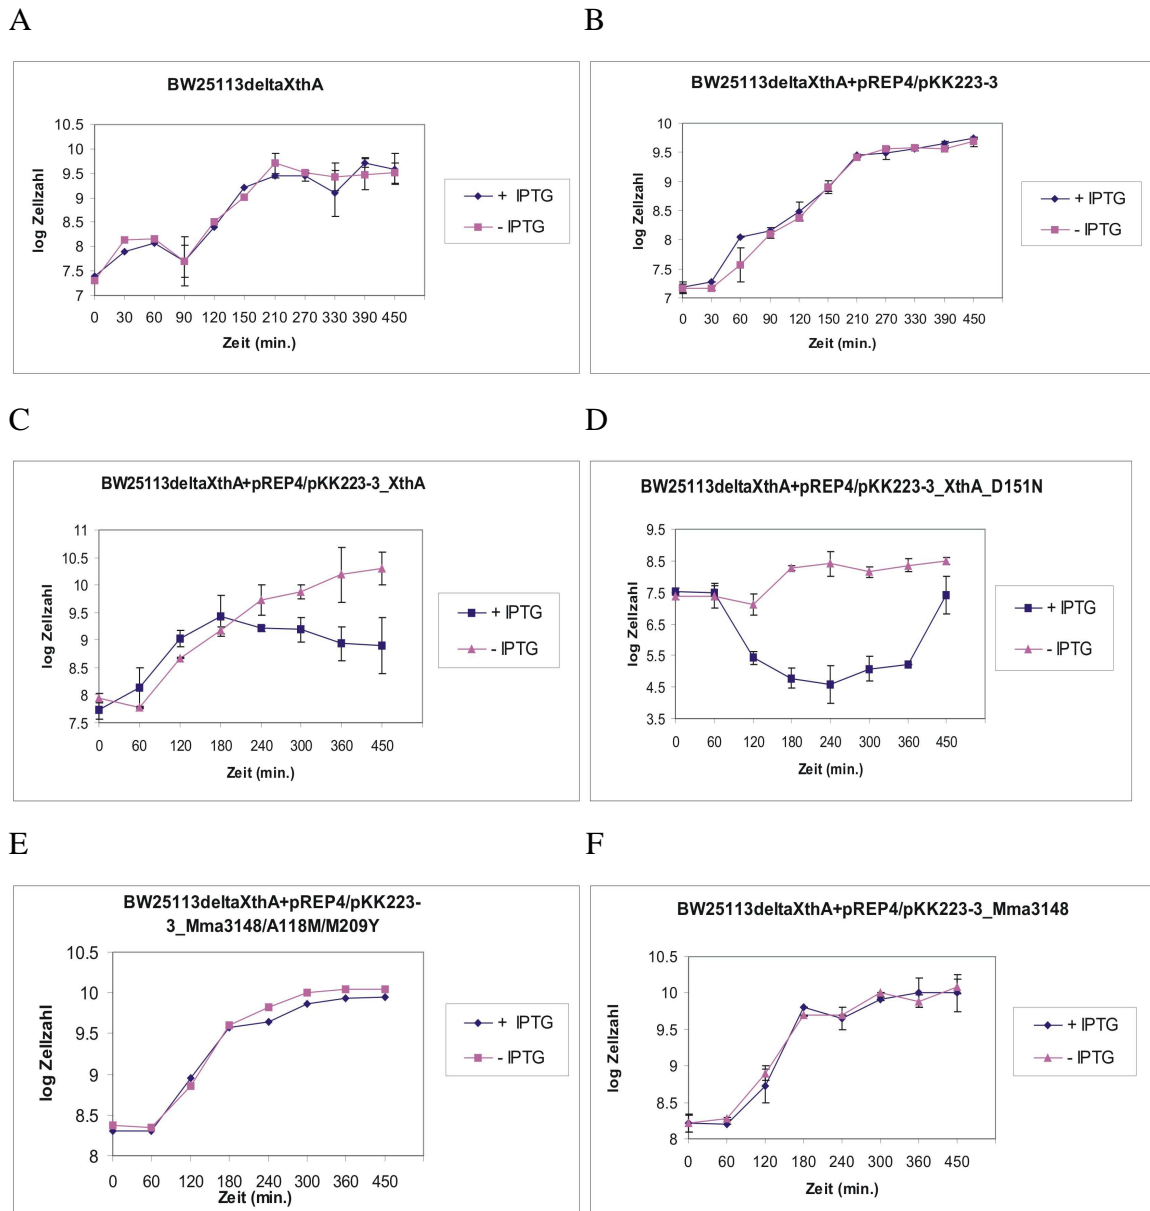 A
BW25113deltaXthA
log Zellzahl
10.5
10
9.5
9
8.5
8
7.5
7
0 30 60 90 120 150 210 270 330 390 450
Zeit (min.)
+ IPTG
- IPTG
B
BW25113deltaXthA+pREP4/pKK223-3
log Zellzahl
10
9.5
9
8.5
8
7.5
7
0 30 60 90 120 150 210 270 330 390 450
Zeit (min.)
+ IPTG
- IPTG
C
BW25113deltaXthA+pREP4/pKK223-3_XthA
log Zellzahl
11
10.5
10
9.5
9
8.5
8
7.5
0 60 120 180 240 300 360 450
Zeit (min.)
+ IPTG
- IPTG
D
BW25113deltaXthA+pREP4/pKK223-3_XthA_D151N
log Zellzahl
9.5
8.5
7.5
6.5
5.5
4.5
3.5
0 60 120 180 240 300 360 450
Zeit (min.)
+ IPTG
- IPTG
E
BW25113deltaXthA+pREP4/pKK223-
3_Mma3148/A118M/M209Y
log Zellzahl
10.5
10
9.5
9
8.5
8
0 60 120 180 240 300 360 450
Zeit (min.)
+ IPTG
- IPTG
F
BW25113deltaXthA+pREP4/pKK223-3_Mma3148
log Zellzahl
10.5
10
9.5
9
8.5
8
0 60 120 180 240 300 360 450
Zeit (min.)
+ IPTG
- IPTG